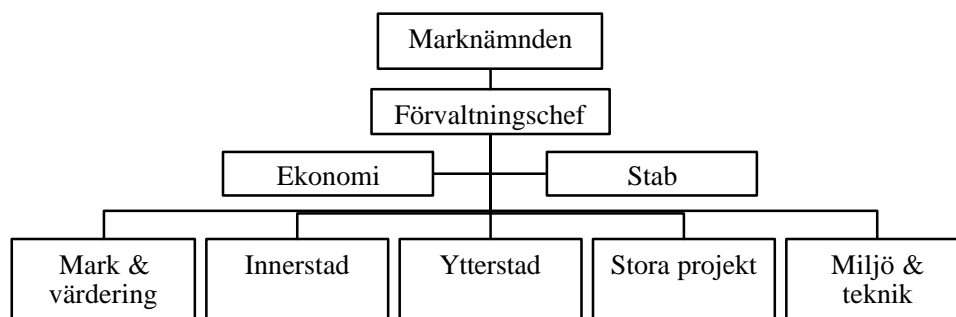 Marknämnden
Förvaltningschef
Ekonomi
Stab
Mark &
värdering
Innerstad
Ytterstad
Stora projekt
Miljö &
teknik